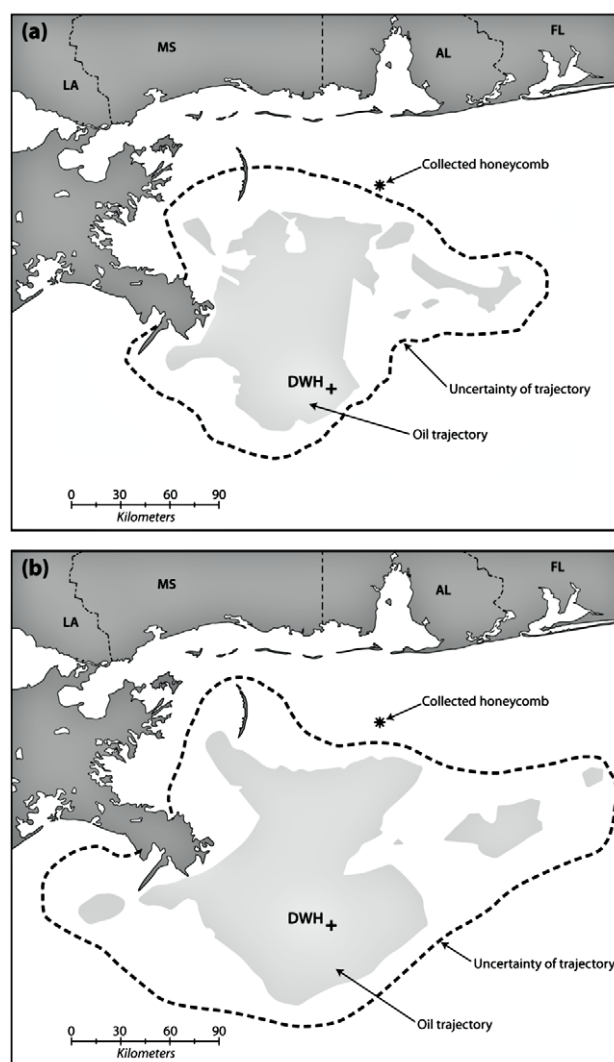 (a)
MS
AL
FL
LA
Collected honeycomb
DWH
Uncertainty of trajectory
Oil trajectory
0 30 60 90
Kilometers
(b)
MS
AL
FL
LA
Collected honeycomb
DWH
Uncertainty of trajectory
Oil trajectory
0 30 60 90
Kilometers